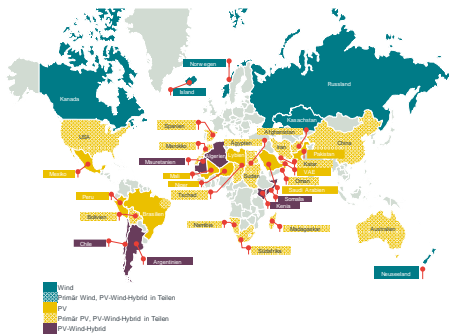 Norwegen
Russland
Kanada
Island
Kasachstan
Spanien
Afghanistan
USA
Marokko
Ägypten
Iran
China
Algerien
Libyen
Pakistan
Mauretanien
Katar
Mexiko
Mali
Sudan
VAE
Niger
Oman
Tschad
Saudi Arabien
Peru
Somalia
Brasilien
Kenia
Bolivien
Namibia
Madagaskar
Australien
Chile
Südafrika
Argentinien
Neuseeland
Wind
Primär Wind, PV-Wind-Hybrid in Teilen
PV
Primär PV, PV-Wind-Hybrid in Teilen
PV-Wind-Hybrid